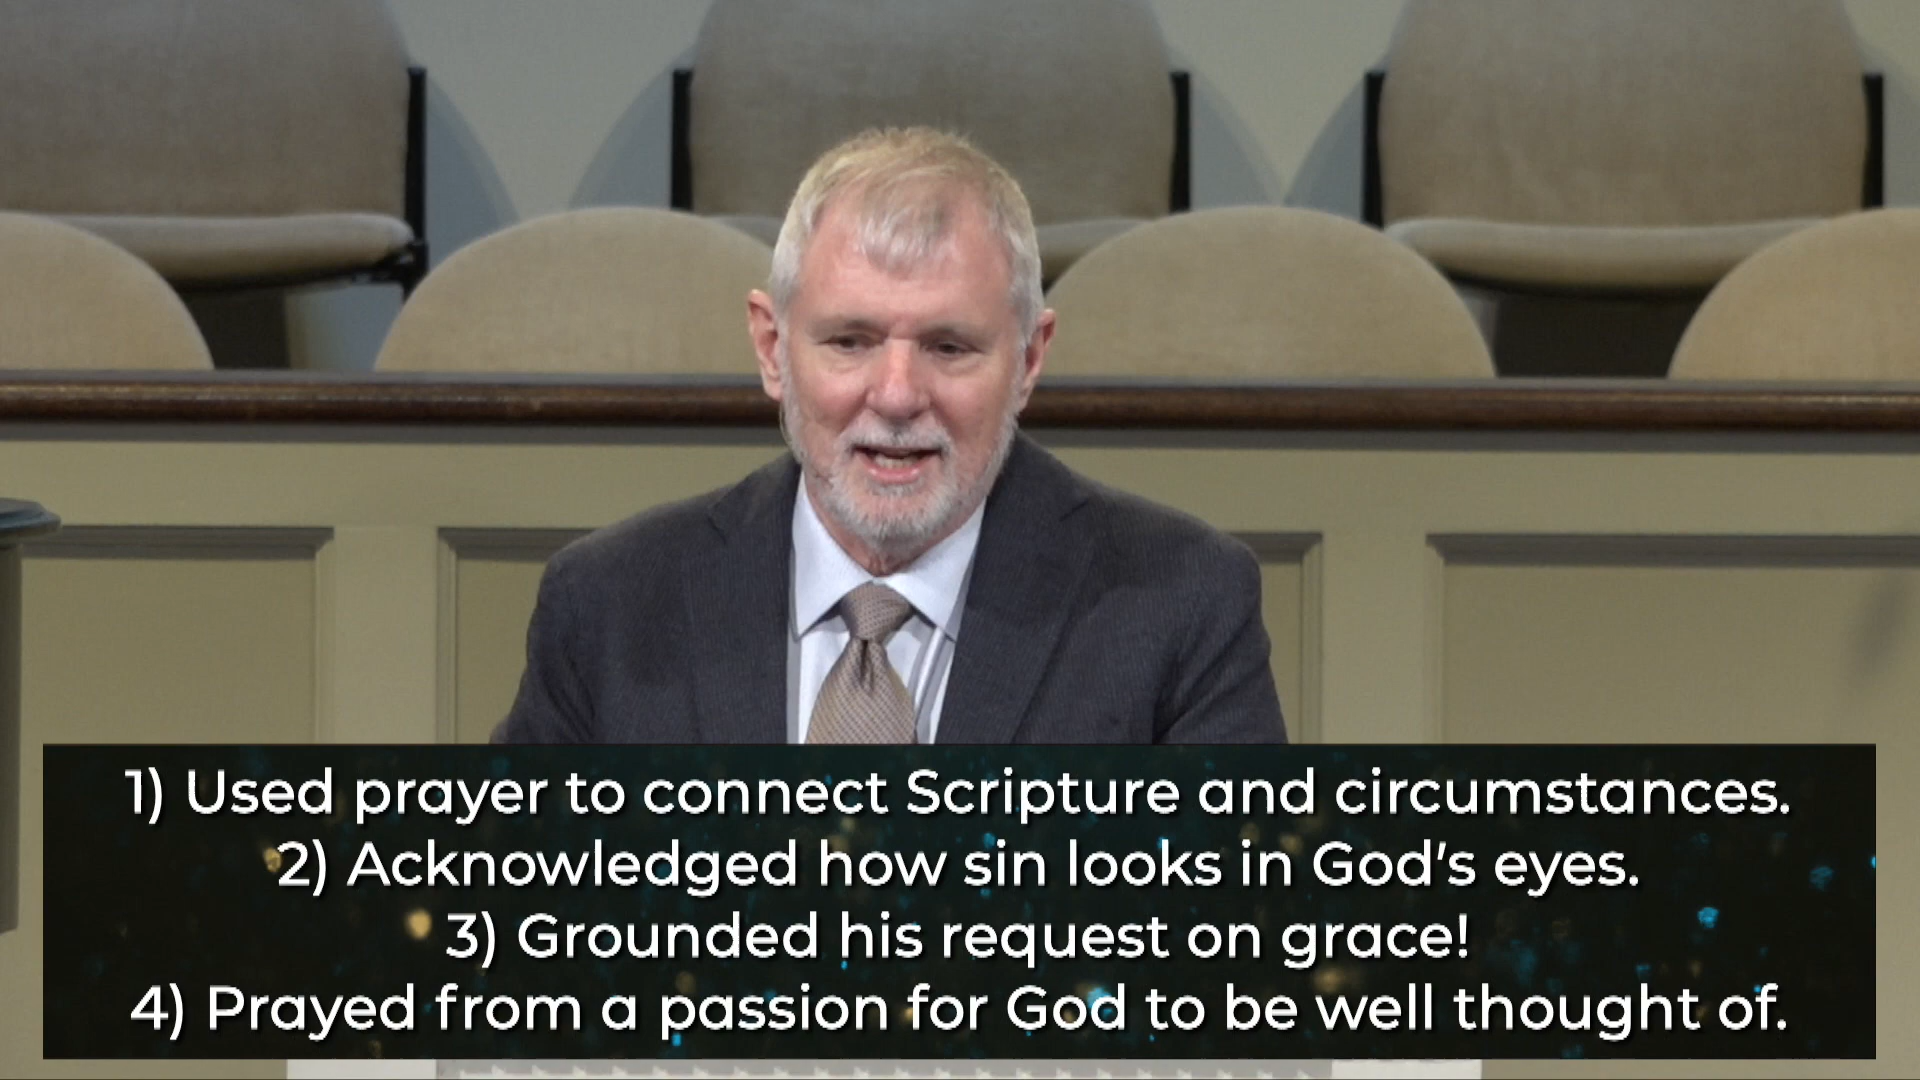 1) Used prayer to connect Scripture and circumstances.
2) Acknowledged how sin looks in God's eyes.
3) Grounded his request on grace!
4) Prayed from a passion for God to be well thought of.